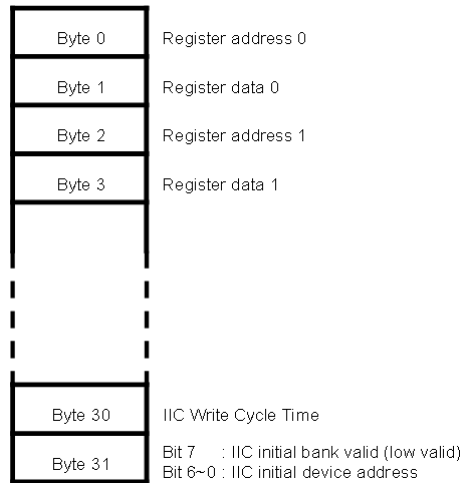 Byte 0 Register address 0
Byte 1 Register data 0
Byte 2 Register address 1
Byte 3 Register data 1
Byte 30 IIC Write Cycle Time
Byte 31 Bit 7 : IIC initial bank valid (low valid)
Bit 6~0 : IIC initial device address